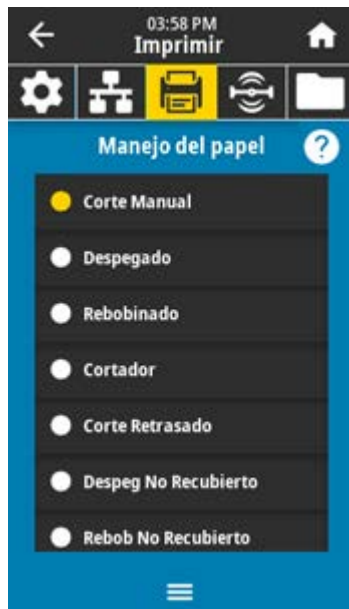 03:58 PM
Imprimir
Manejo del papel
?
Corte Manual
Despegado
Rebobinado
Cortador
Corte Retrasado
Despeg No Recubierto
Rebob No Recubierto